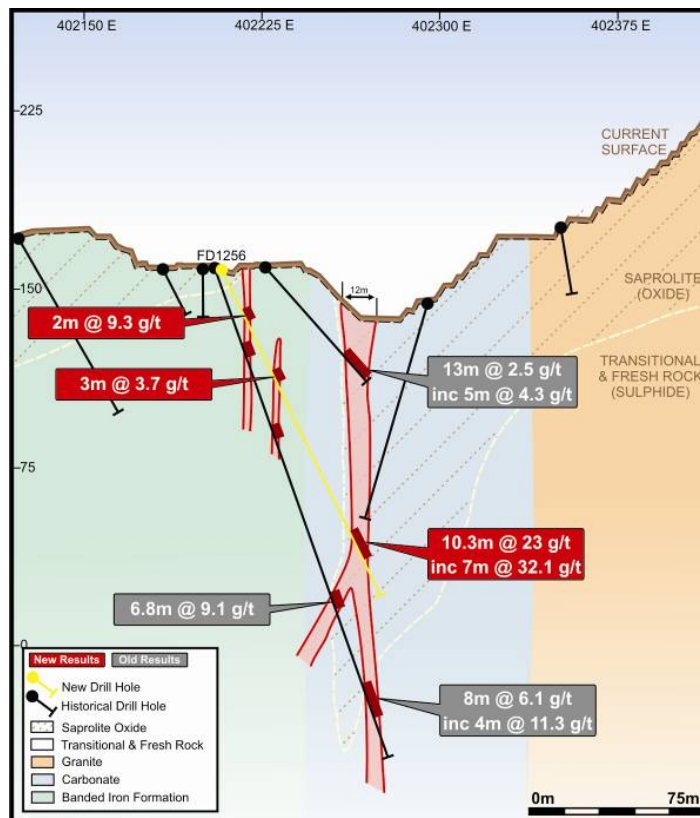 402150 E
402225 E
402300 E
402375 E
225
CURRENT
SURFACE
FD1256
150
12m
SAPROLITE
(OXIDE)
2m @ 9.3 g/t
13m @ 2.5 g/t
inc 5m @ 4.3 g/t
TRANSITIONAL
& FRESH ROCK
(SULPHIDE)
3m @ 3.7 g/t
75
10.3m @ 23 g/t
inc 7m @ 32.1 g/t
6.8m @ 9.1 g/t
0
New Results
Old Results
New Drill Hole
Historical Drill Hole
Saprolite Oxide
Transitional & Fresh Rock
Granite
Carbonate
Banded Iron Formation
8m @ 6.1 g/t
inc 4m @ 11.3 g/t
0m
75m